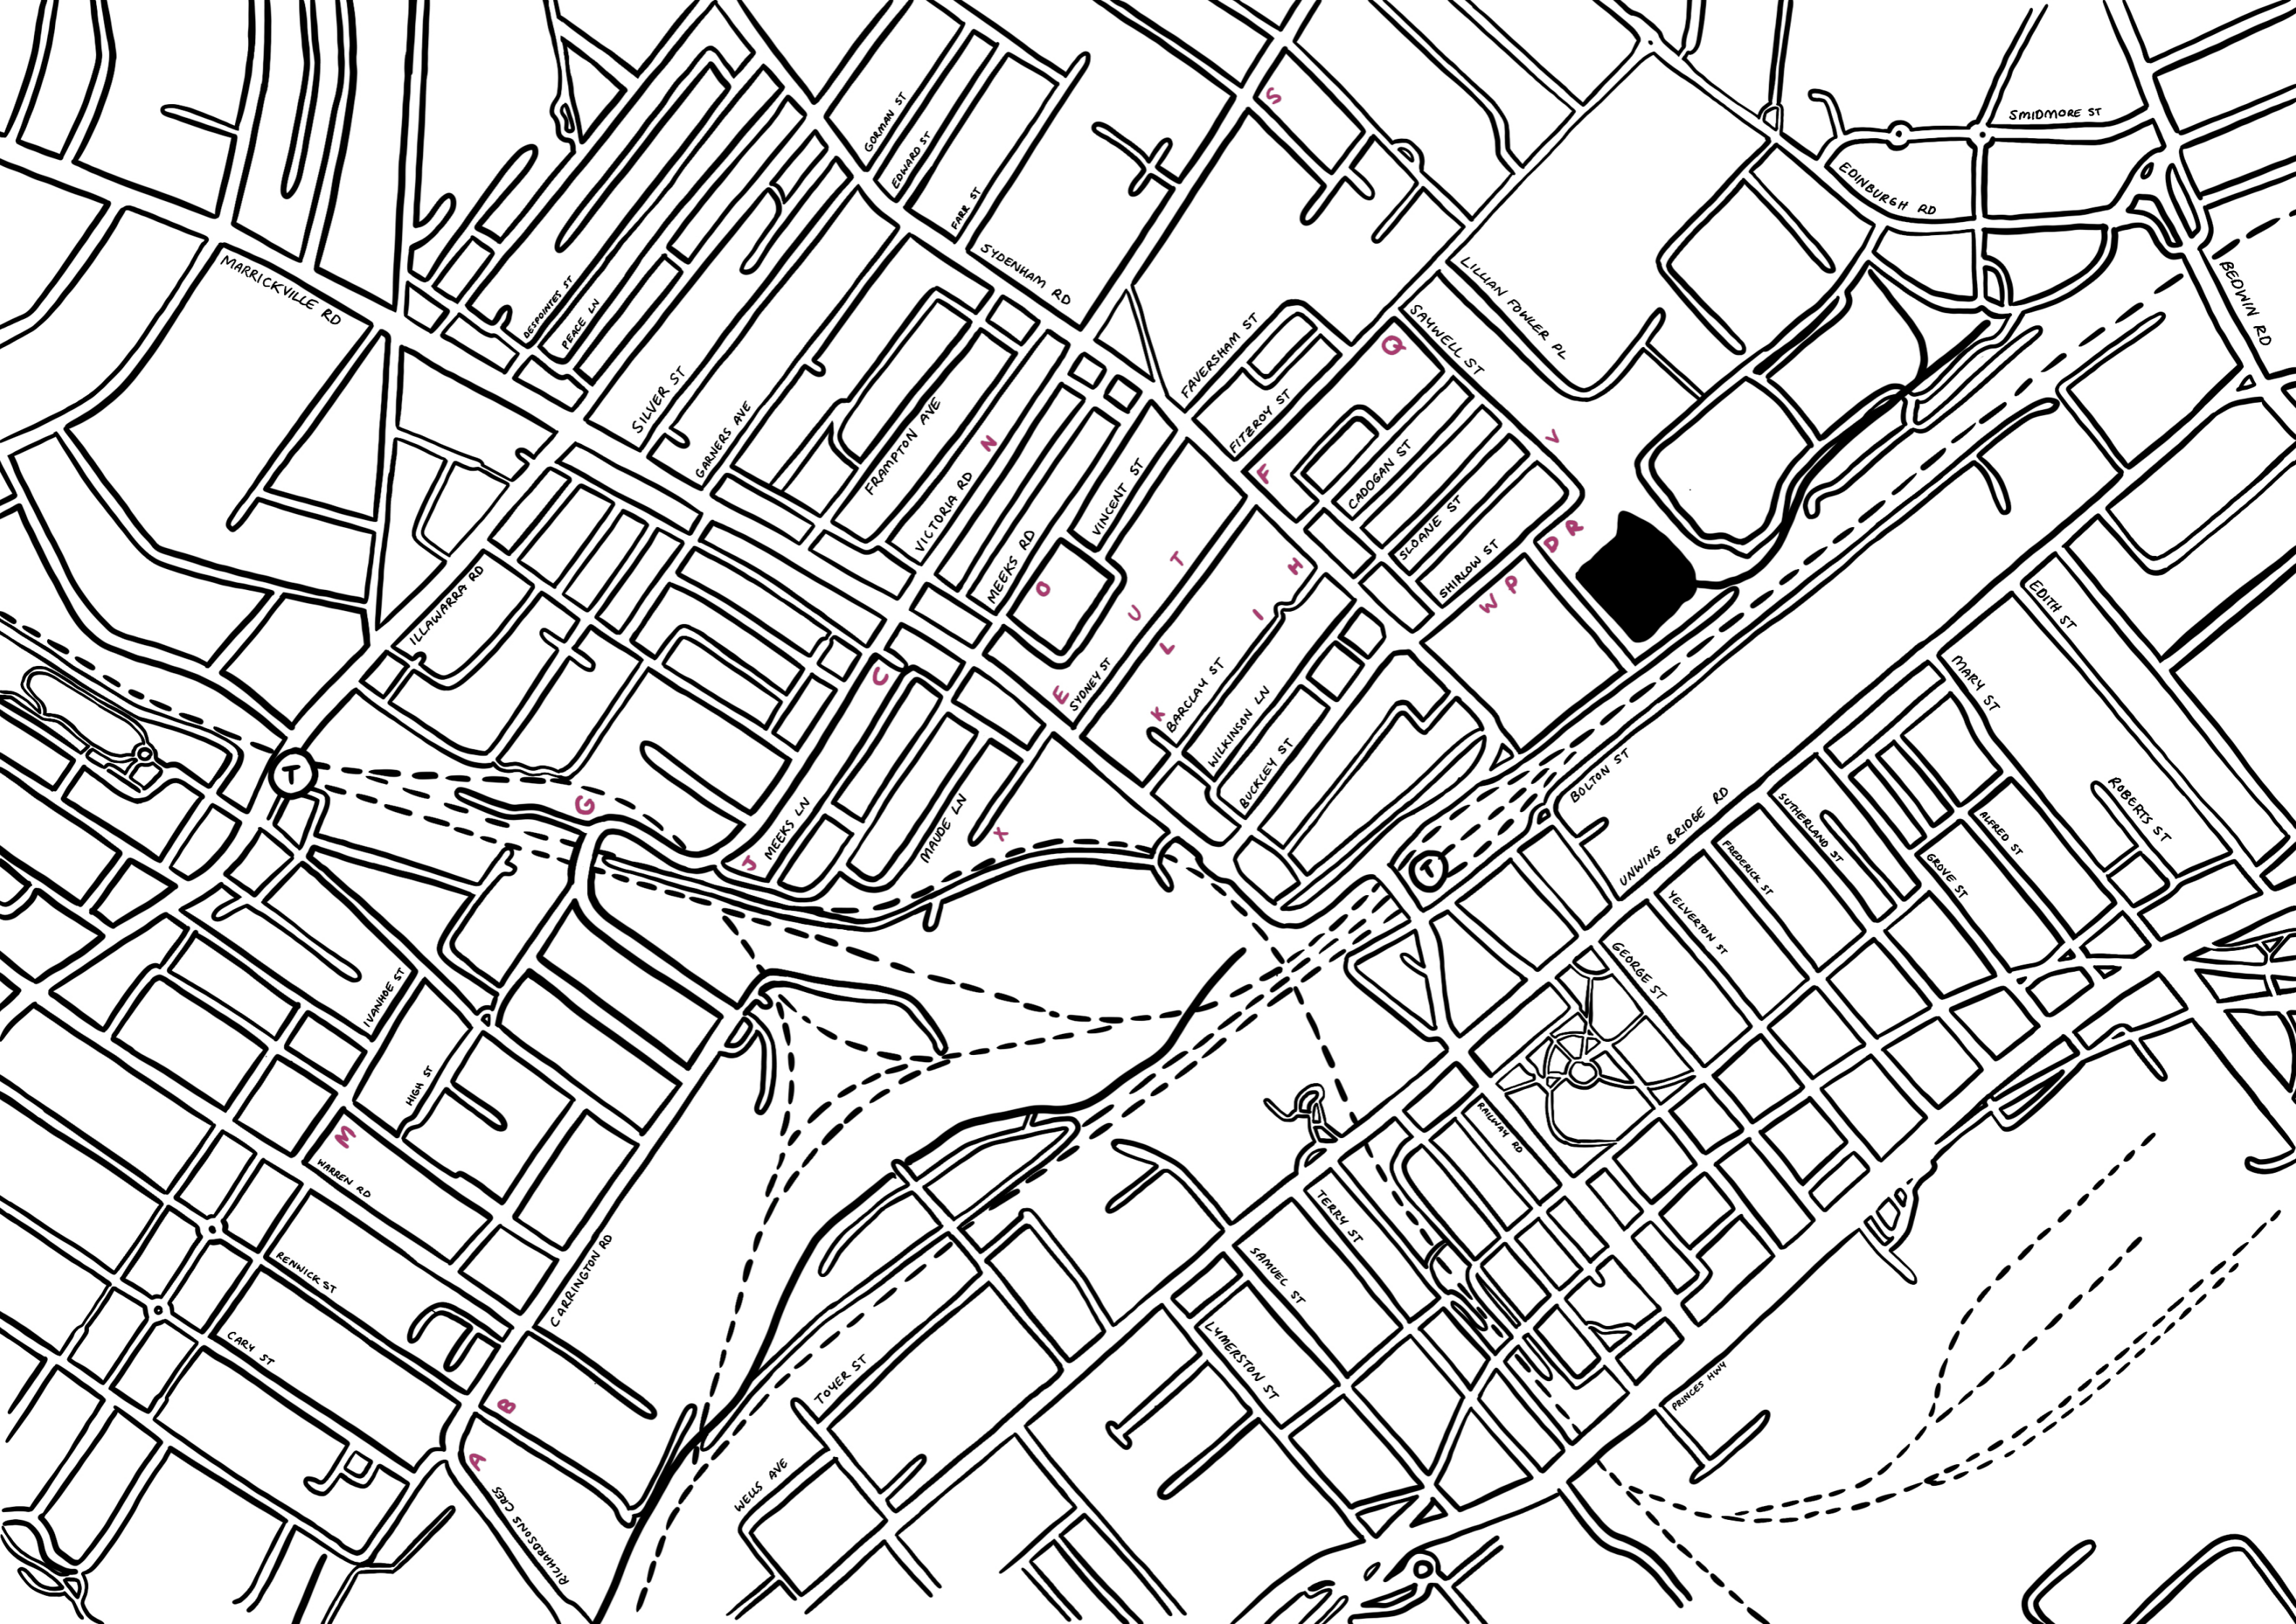 SMIDMORE ST
EDINBURGH RD
BEDWIN RD
GORMAN ST
EDWARD ST
FARR ST
SYDENHAM RD
S
MARRICKVILLE RD
DESPOINTES ST
PEACE LN
SILVER ST
GARNERS AVE
FRAMPTON AVE
VICTORIA RD
N
MEEKS RD
VINCENT ST
O
FAVERSHAM ST
FITZROY ST
F
Q
SAYWELL ST
LILLIAN FOWLER PL
CADOGAN ST
SLOANE ST
SHIRLOW ST
V
D
R
W
P
H
I
T
U
L
K
E
SYDNEY ST
BARCLAY ST
WILKINSON LN
BUCKLEY ST
ILLAWARRA RD
C
T
G
J
MEEKS LN
MAUDE LN
X
T
BOLTON ST
UNWINS BRIDGE RD
EDITH ST
MARY ST
ROBERTS ST
ALFRED ST
GROVE ST
SUTHERLAND ST
FREDERICK ST
YELVERTON ST
GEORGE ST
RAILWAY RD
TERRY ST
SAMUEL ST
LYMERSTON ST
PRINCES HWY
IVANHOE ST
HIGH ST
M
WARREN RD
RENWICK ST
CARY ST
CARRINGTON RD
B
A
RICHARDSONS CRES
TOYER ST
WELLS AVE